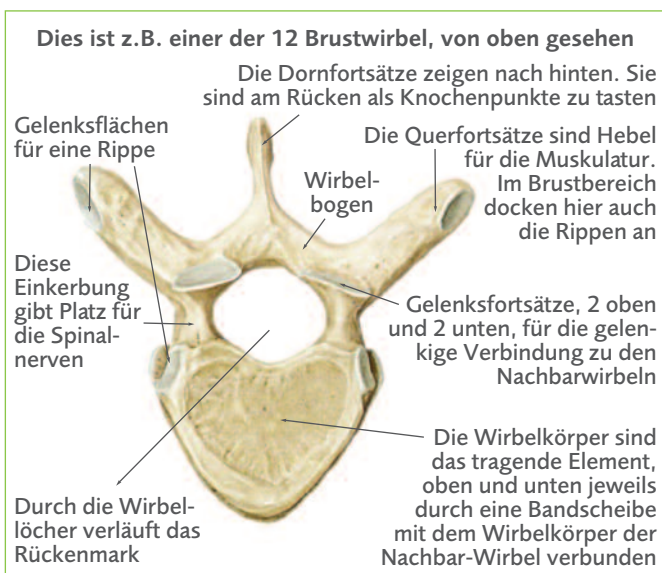 Dies ist z.B. einer der 12 Brustwirbel, von oben gesehen
Die Dornfortsätze zeigen nach hinten. Sie
sind am Rücken als Knochenpunkte zu tasten
Gelenksflächen
für eine Rippe
Die Querfortsätze sind Hebel
für die Muskulatur.
Im Brustbereich
docken hier auch
die Rippen an
Wirbel-
bogen
Diese
Einkerbung
gibt Platz für
die Spinal-
nerven
Gelenksfortsätze, 2 oben
und 2 unten, für die gelen-
kige Verbindung zu den
Nachbarwirbeln
Die Wirbelkörper sind
das tragende Element,
oben und unten jeweils
durch eine Bandscheibe
mit dem Wirbelkörper der
Nachbar-Wirbel verbunden
Durch die Wirbel-
löcher verläuft das
Rückenmark